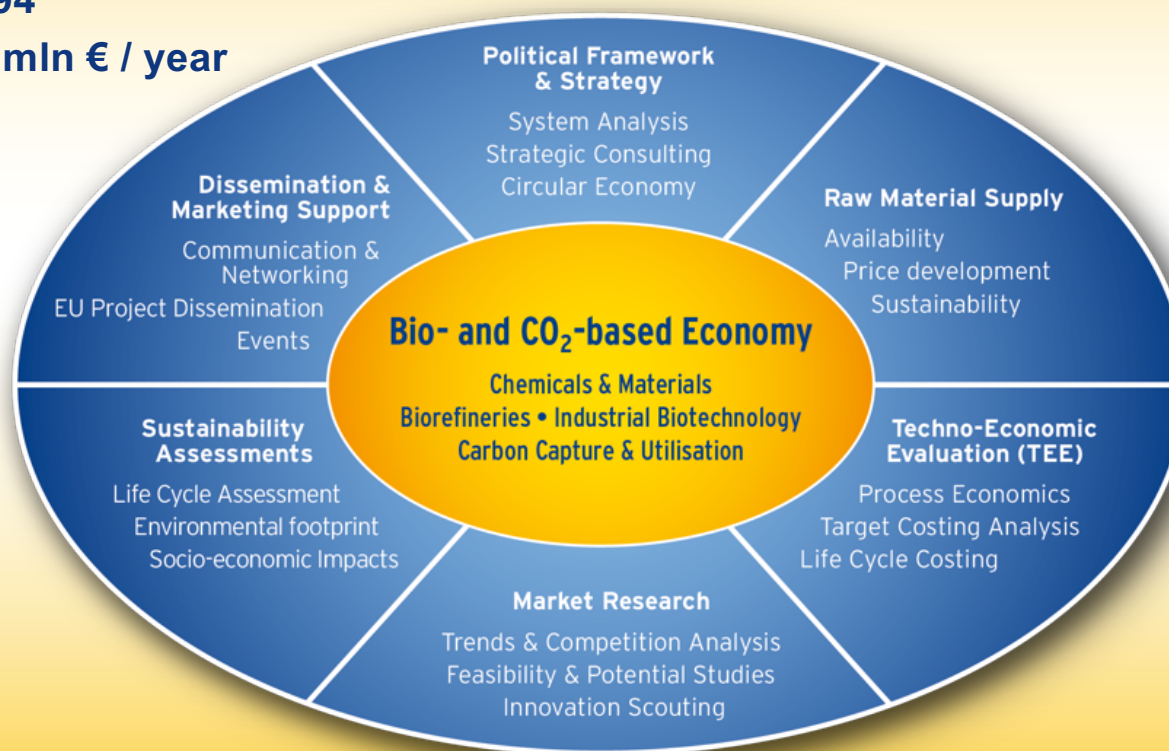 94
mln € / year
Political Framework
& Strategy
System Analysis
Strategic Consulting
Circular Economy
Dissemination &
Marketing Support
Communication &
Networking
EU Project Dissemination
Events
Raw Material Supply
Availability
Price development
Sustainability
Bio- and CO₂-based Economy
Chemicals & Materials
Biorefineries • Industrial Biotechnology
Carbon Capture & Utilisation
Sustainability
Assessments
Life Cycle Assessment
Environmental footprint
Socio-economic Impacts
Techno-Economic
Evaluation (TEE)
Process Economics
Target Costing Analysis
Life Cycle Costing
Market Research
Trends & Competition Analysis
Feasibility & Potential Studies
Innovation Scouting